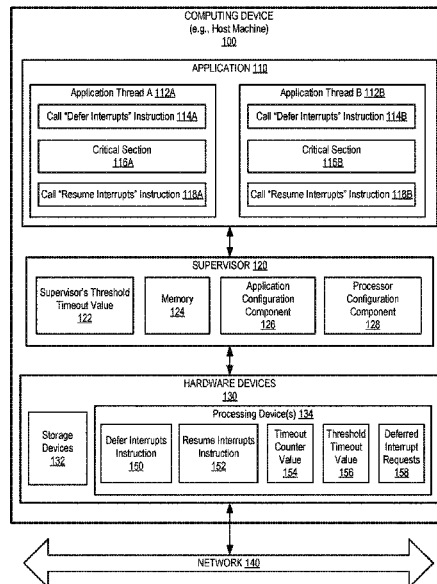 COMPUTING DEVICE
(e.g., Host Machine)
100
APPLICATION 110
Application Thread A 112A
Call "Defer Interrupts" Instruction 114A
Critical Section
116A
Call "Resume Interrupts" Instruction 118A
Application Thread B 112B
Call "Defer Interrupts" Instruction 114B
Critical Section
116B
Call "Resume Interrupts" Instruction 118B
SUPERVISOR 120
Supervisor's Threshold
Timeout Value
122
Memory
124
Application
Configuration
Component
126
Processor
Configuration
Component
128
HARDWARE DEVICES
130
Storage
Devices
132
Processing Device(s) 134
Defer Interrupts
Instruction
150
Resume Interrupts
Instruction
152
Timeout
Counter
Value
154
Threshold
Timeout
Value
156
Deferred
Interrupt
Requests
158
NETWORK 140